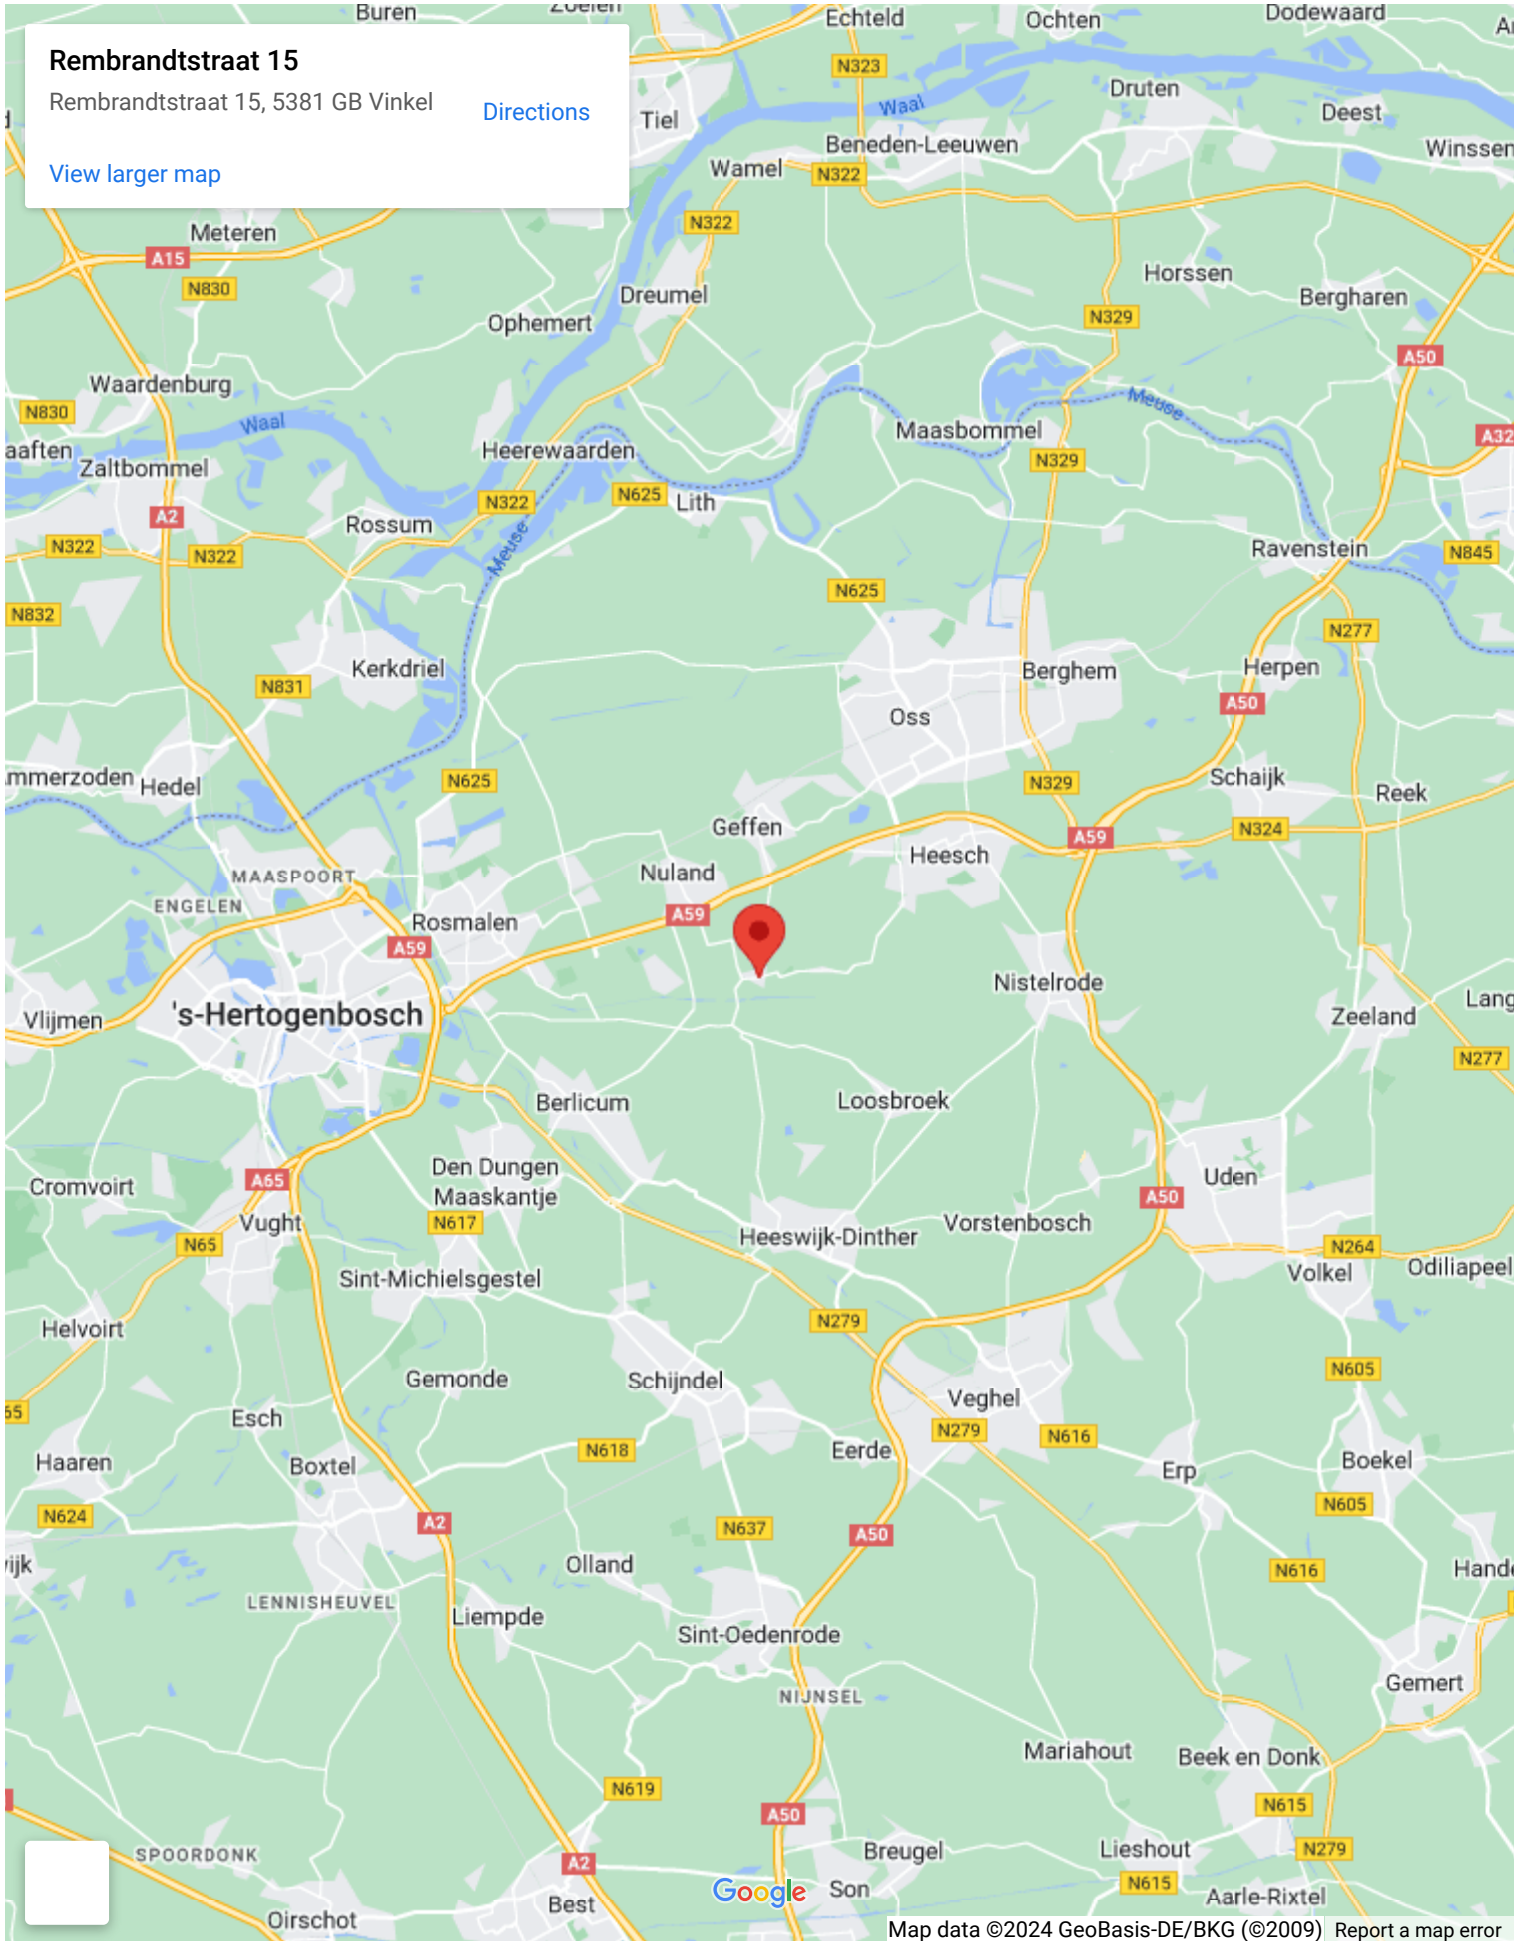 Buren
Zoelen
Echteld
Ochten
Dodewaard
Rembrandtstraat 15
Rembrandtstraat 15, 5381 GB Vinkel
Directions
View larger map
N323
Druten
Waal
Deest
Tiel
Beneden-Leeuwen
Winssen
Wamel
N322
N322
Meteren
A15
Horssen
N830
Dreumel
Bergharen
Ophemert
N329
A50
Waardenburg
Meuse
N830
Waal
Maasbommel
A32
aaften
Heerewaarden
Zaltbommel
N329
N322
N625
Lith
A2
Rossum
Meuse
N322
N322
Ravenstein
N845
N625
N832
N277
Kerkdriel
Berghem
Herpen
N831
A50
Oss
mmerzoden
Hedel
N625
N329
Schaijk
Reek
Geffen
A59
N324
Heesch
Nuland
MAASPOORT
ENGELEN
A59
Rosmalen
A59
Nistelrode
Lang
's-Hertogenbosch
Vlijmen
Zeeland
N277
Berlicum
Loosbroek
Den Dungen
Maaskantje
Cromvoirt
A65
Uden
A50
Vught
N617
Vorstenbosch
Heeswijk-Dinther
N65
N264
Volkel
Odiliapeel
Sint-Michielsgestel
N279
Helvoirt
N605
Gemonde
Schijndel
Veghel
65
Esch
N279
N616
N618
Eerde
Haaren
Boxtel
Erp
Boekel
N605
N624
A2
N637
A50
Olland
N616
Hande
vijk
LENNISHEUVEL
Liempde
Sint-Oedenrode
Gemert
NIJNSEL
Mariahout
Beek en Donk
N619
N615
A50
SPOORDONK
A2
Breugel
Lieshout
N279
Google
Son
N615
Best
Aarle-Rixtel
Oirschot
Map data ©2024 GeoBasis-DE/BKG (©2009)
Report a map error